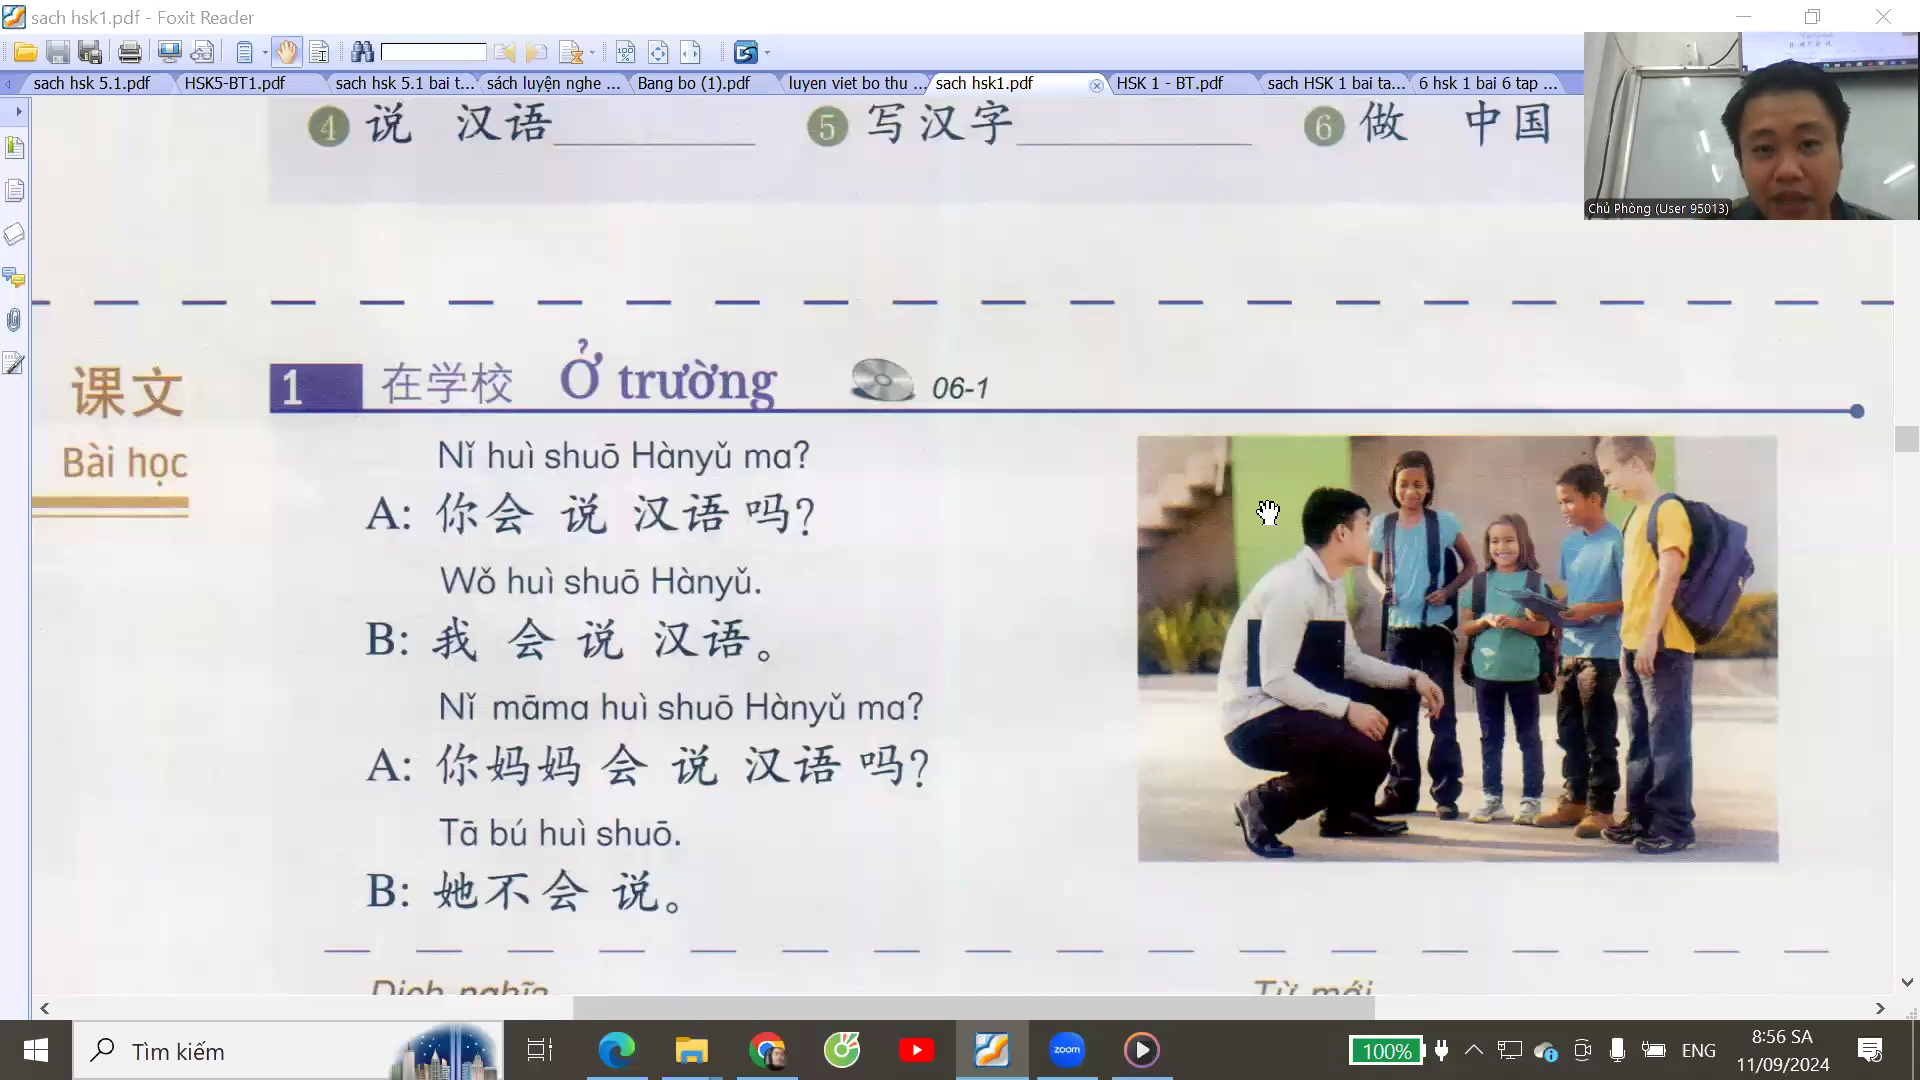 sach hsk1.pdf - Foxit Reader
sach hsk 5.1.pdf
HSK5-BT1.pdf
sach hsk 5.1 bai t...
sách luyện nghe ...
Bang bo (1).pdf
luyen viet bo thu ...
sach hsk1.pdf
HSK 1 - BT.pdf
sach HSK 1 bai ta...
6 hsk 1 bai 6 tap ...
4 说 汉语
5 写汉字
6 做 中国
Chủ Phòng (User 95013)
课文
Bài học
1 在学校 Ở trường 06-1
Nǐ huì shuō Hànyǔ ma?
A: 你会 说 汉语 吗?
Wǒ huì shuō Hànyǔ.
B: 我 会 说 汉语。
Nǐ māma huì shuō Hànyǔ ma?
A: 你妈妈 会 说 汉语 吗?
Tā bú huì shuō.
B: 她不会 说。
Dịch nghĩa
Từ mới
Tìm kiếm
zoom
100%
ENG
8:56 SA
11/09/2024